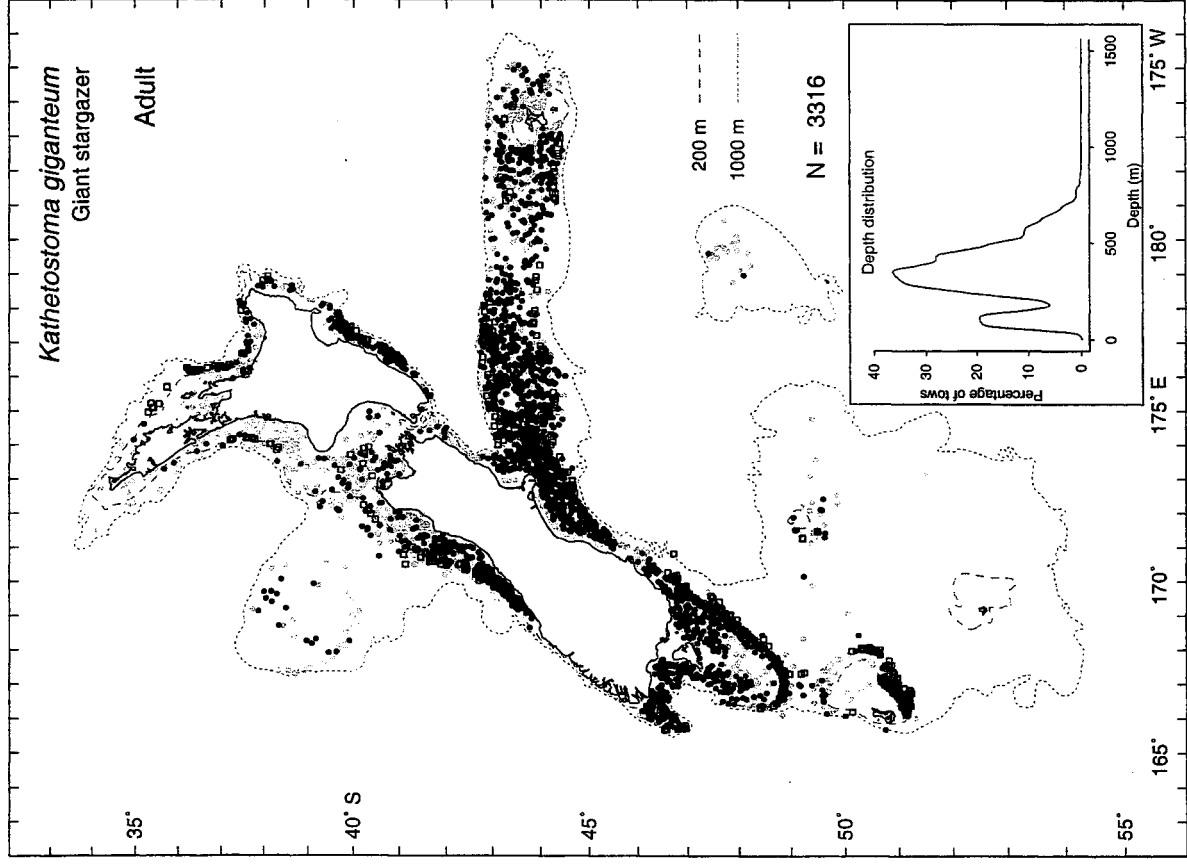 Kathetostoma giganteum
Giant stargazer
Adult
35°
40° S
45°
50°
55°
165°
170°
175° E
180°
175° W
200 m
1000 m
N = 3316
Depth distribution
Percentage of tows
40
30
20
10
0
0
500
1000
1500
Depth (m)